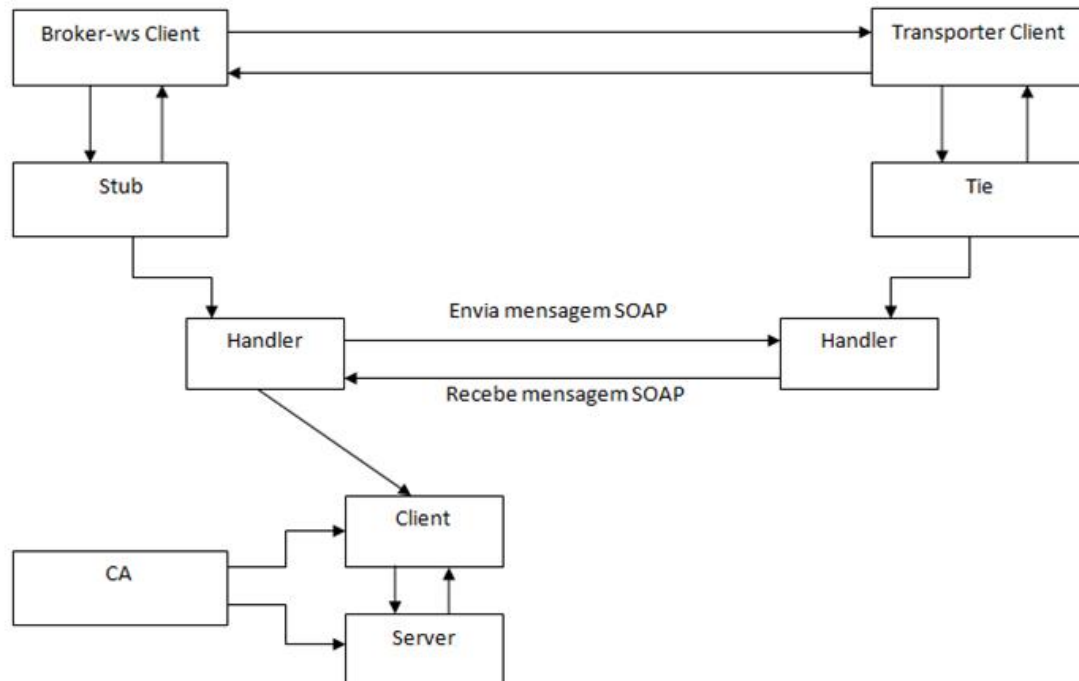 Broker-ws Client
Transporter Client
Stub
Tie
Envia mensagem SOAP
Handler
Handler
Recebe mensagem SOAP
Client
CA
Server